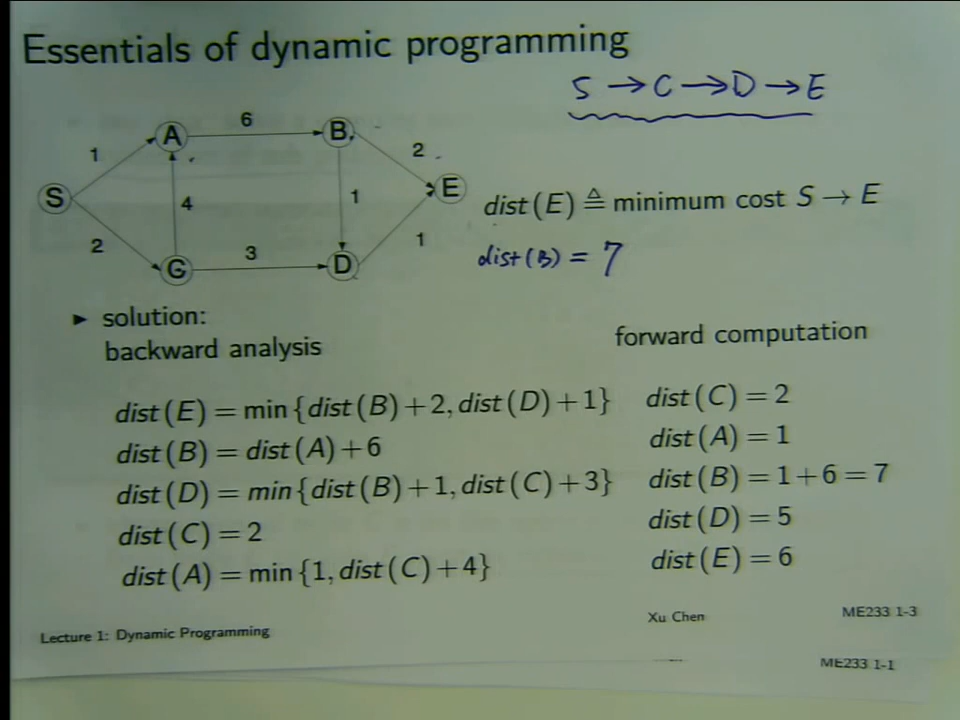 Essentials of dynamic programming
S → C → D → E
A 6 B
1 2
S 4 1 E
2 3 1
G D
dist(E) ≜ minimum cost S → E
dist(B) = 7
► solution:
backward analysis
forward computation
dist(E) = min{dist(B)+2, dist(D)+1}
dist(C) = 2
dist(B) = dist(A)+6
dist(A) = 1
dist(D) = min{dist(B)+1, dist(C)+3}
dist(B) = 1+6 = 7
dist(C) = 2
dist(D) = 5
dist(A) = min{1, dist(C)+4}
dist(E) = 6
Lecture 1: Dynamic Programming
Xu Chen
ME233 1-3
ME233 1-1